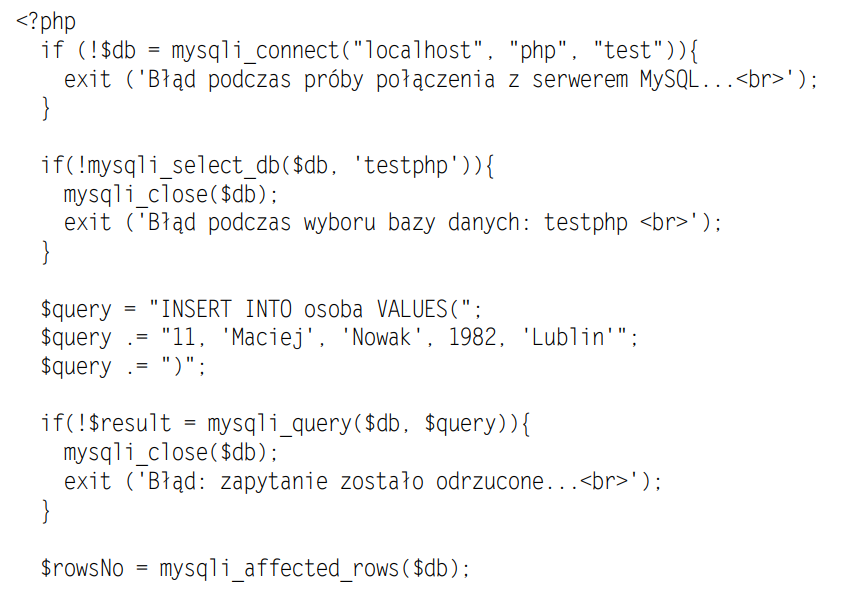 <?php
  if (!$db = mysqli_connect("localhost", "php", "test")){
    exit ('Błąd podczas próby połączenia z serwerem MySQL...<br>');
  }

  if(!mysqli_select_db($db, 'testphp')){
    mysqli_close($db);
    exit ('Błąd podczas wyboru bazy danych: testphp <br>');
  }

  $query = "INSERT INTO osoba VALUES(";
  $query .= "11, 'Maciej', 'Nowak', 1982, 'Lublin'";
  $query .= ")";

  if(!$result = mysqli_query($db, $query)){
    mysqli_close($db);
    exit ('Błąd: zapytanie zostało odrzucone...<br>');
  }

  $rowsNo = mysqli_affected_rows($db);